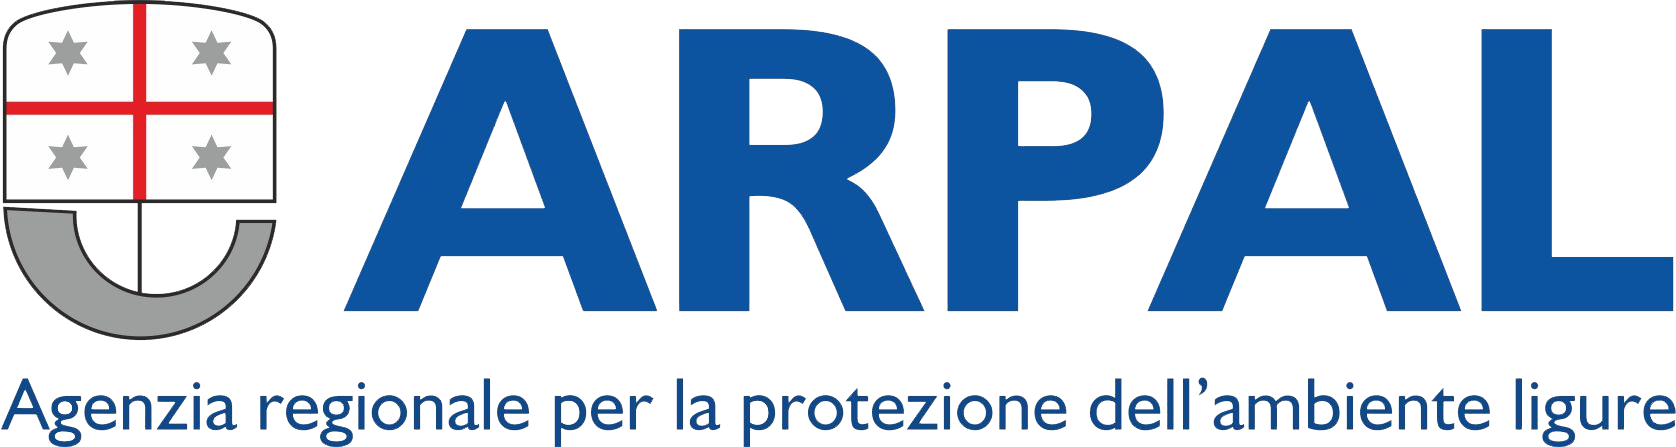 ARPAL
Agenzia regionale per la protezione dell’ambiente ligure